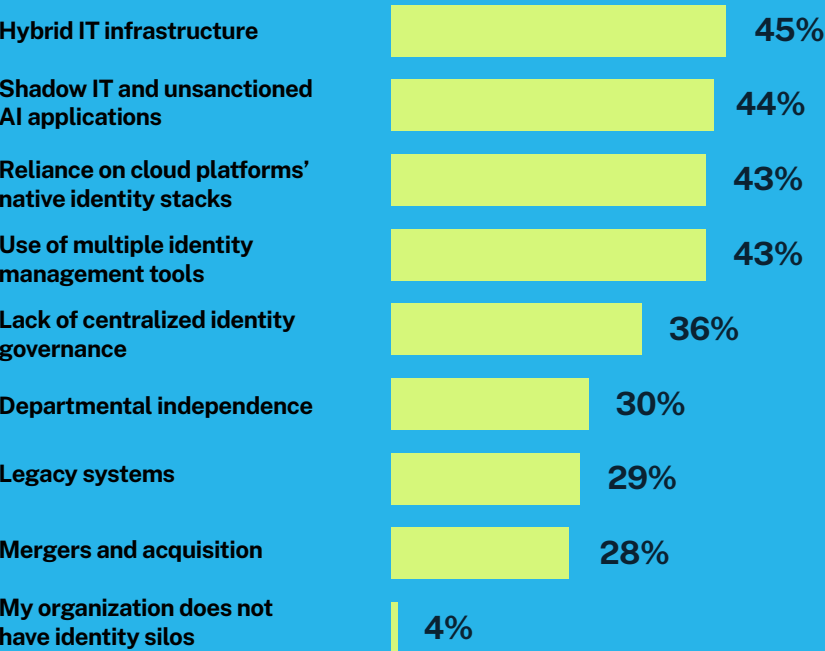 Hybrid IT infrastructure
45%
Shadow IT and unsanctioned
AI applications
44%
Reliance on cloud platforms’
native identity stacks
43%
Use of multiple identity
management tools
43%
Lack of centralized identity
governance
36%
Departmental independence
30%
Legacy systems
29%
Mergers and acquisition
28%
My organization does not
have identity silos
4%